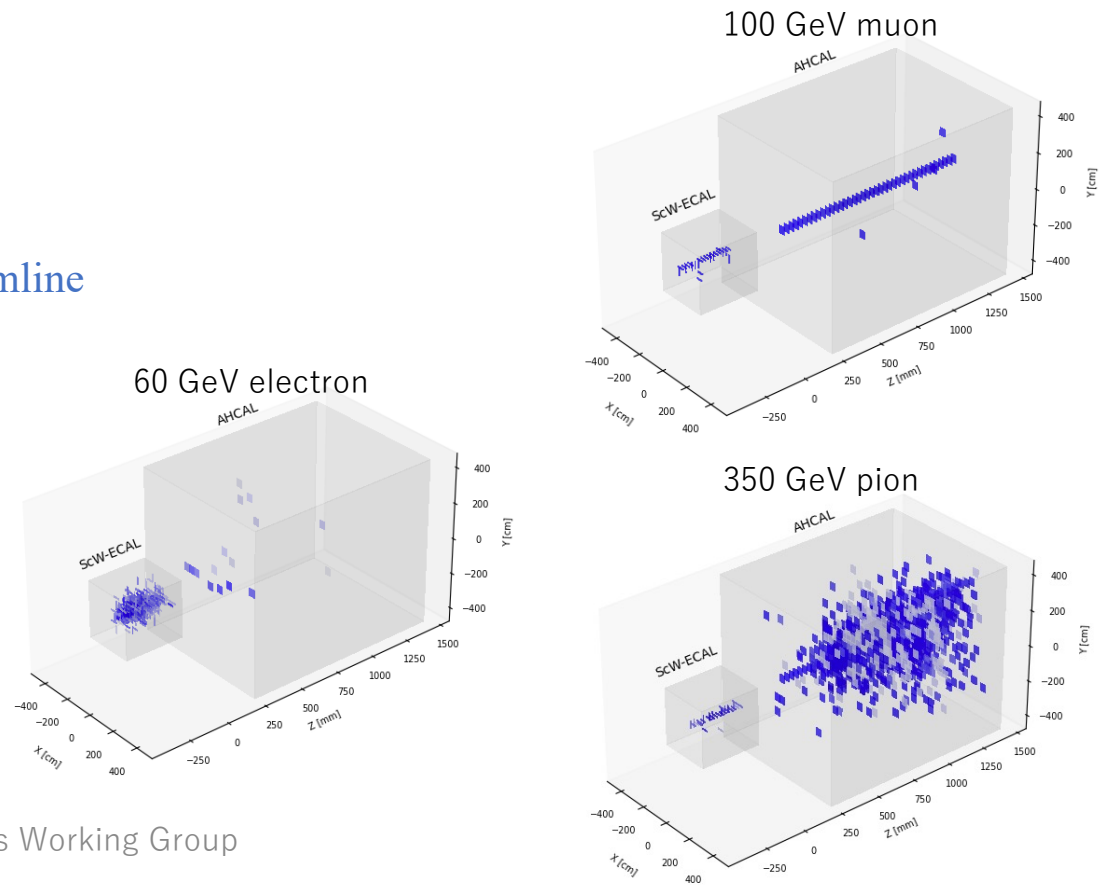 100 GeV muon
AHCAL
ScW-ECAL
400
200
0
−200
−400
Y [cm]
−400
−200
0
200
400
X [cm]
−250
0
250
500
750
1000
1250
1500
Z [mm]
mline
60 GeV electron
AHCAL
ScW-ECAL
400
200
0
−200
−400
Y [cm]
−400
−200
0
200
400
X [cm]
−250
0
250
500
750
1000
1250
1500
Z [mm]
350 GeV pion
AHCAL
ScW-ECAL
400
200
0
−200
−400
Y [cm]
−400
−200
0
200
400
X [cm]
−250
0
250
500
750
1000
1250
1500
Z [mm]
s Working Group